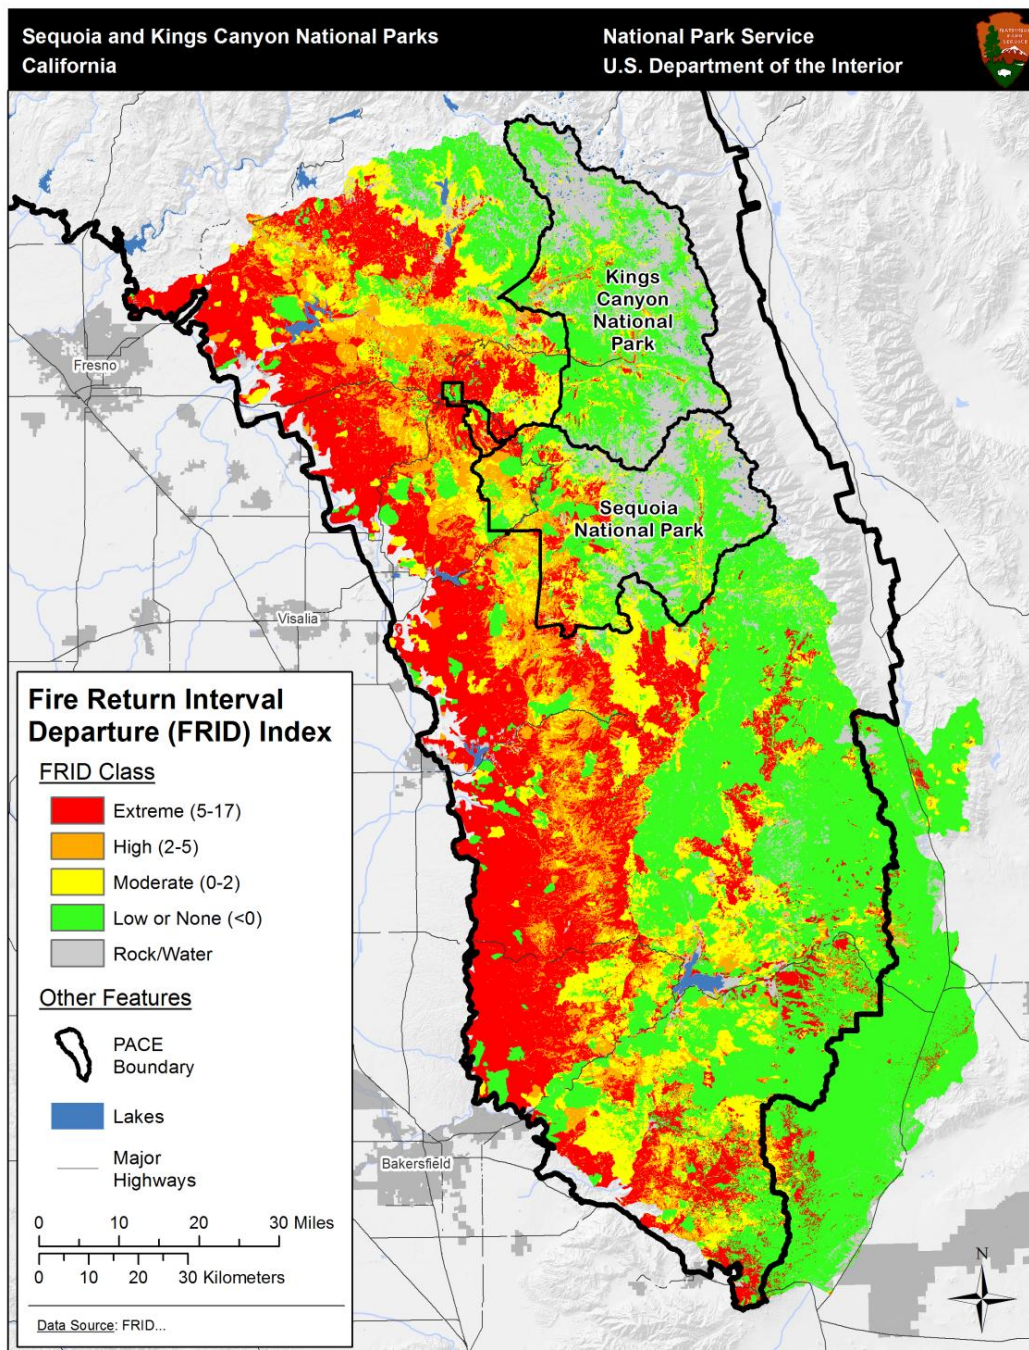 Sequoia and Kings Canyon National Parks
California
National Park Service
U.S. Department of the Interior
NATIONAL
PARK
SERVICE
Kings
Canyon
National
Park
Fresno
Sequoia
National Park
Visalia
Fire Return Interval
Departure (FRID) Index
FRID Class
Extreme (5-17)
High (2-5)
Moderate (0-2)
Low or None (<0)
Rock/Water
Other Features
PACE
Boundary
Lakes
Major
Highways
0 10 20 30 Miles
0 10 20 30 Kilometers
Data Source: FRID...
Bakersfield
N